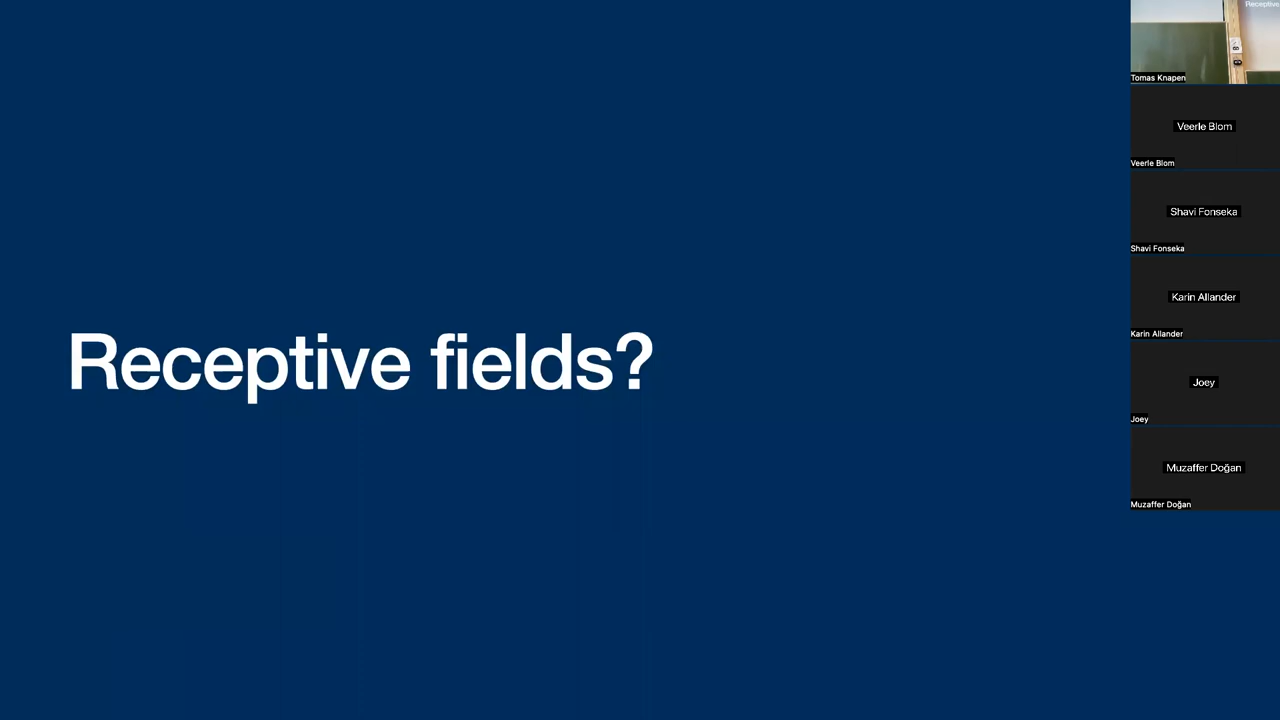 Receptive fields?
Receptive
Tomas Knapen
Veerle Blom
Veerle Blom
Shavi Fonseka
Shavi Fonseka
Karin Allander
Karin Allander
Joey
Joey
Muzaffer Doğan
Muzaffer Doğan